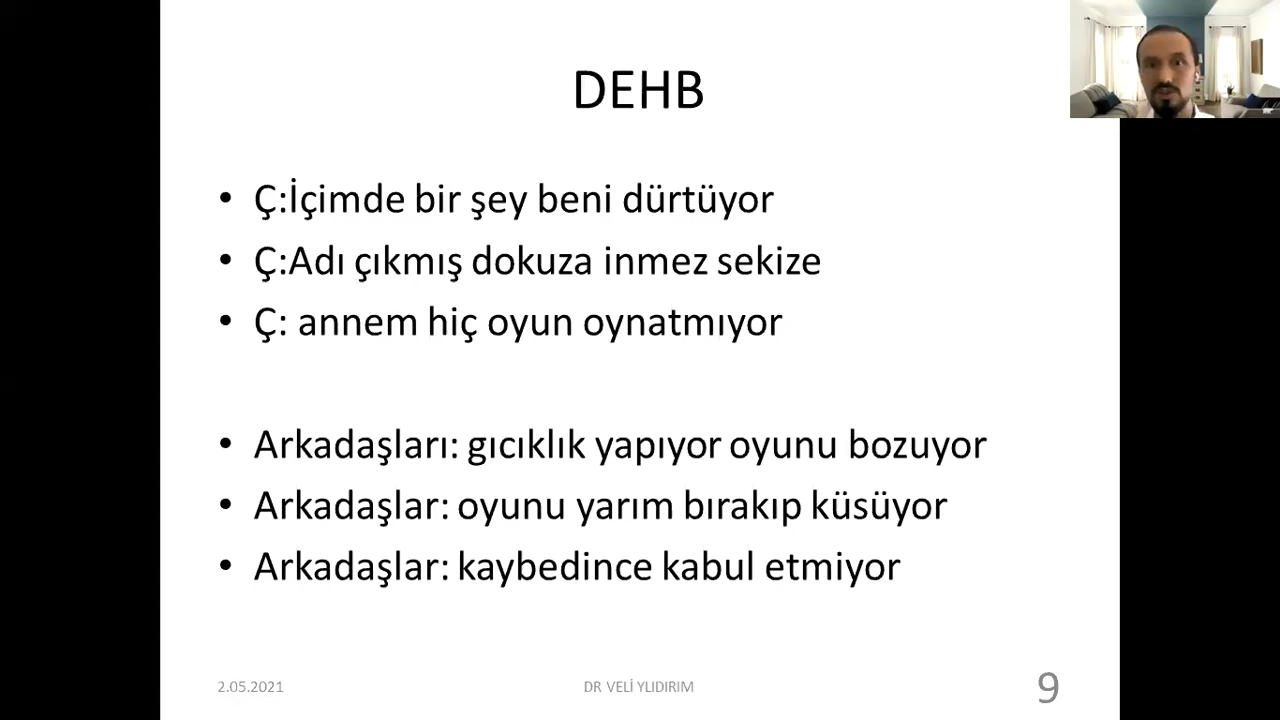 DEHB
• Ç:İçimde bir şey beni dürtüyor
• Ç:Adı çıkmış dokuza inmez sekize
• Ç: annem hiç oyun oynatmıyor
• Arkadaşları: gıcıklık yapıyor oyunu bozuyor
• Arkadaşlar: oyunu yarım bırakıp küsüyor
• Arkadaşlar: kaybedince kabul etmiyor
2.05.2021
DR VELİ YLIDIRIM
9